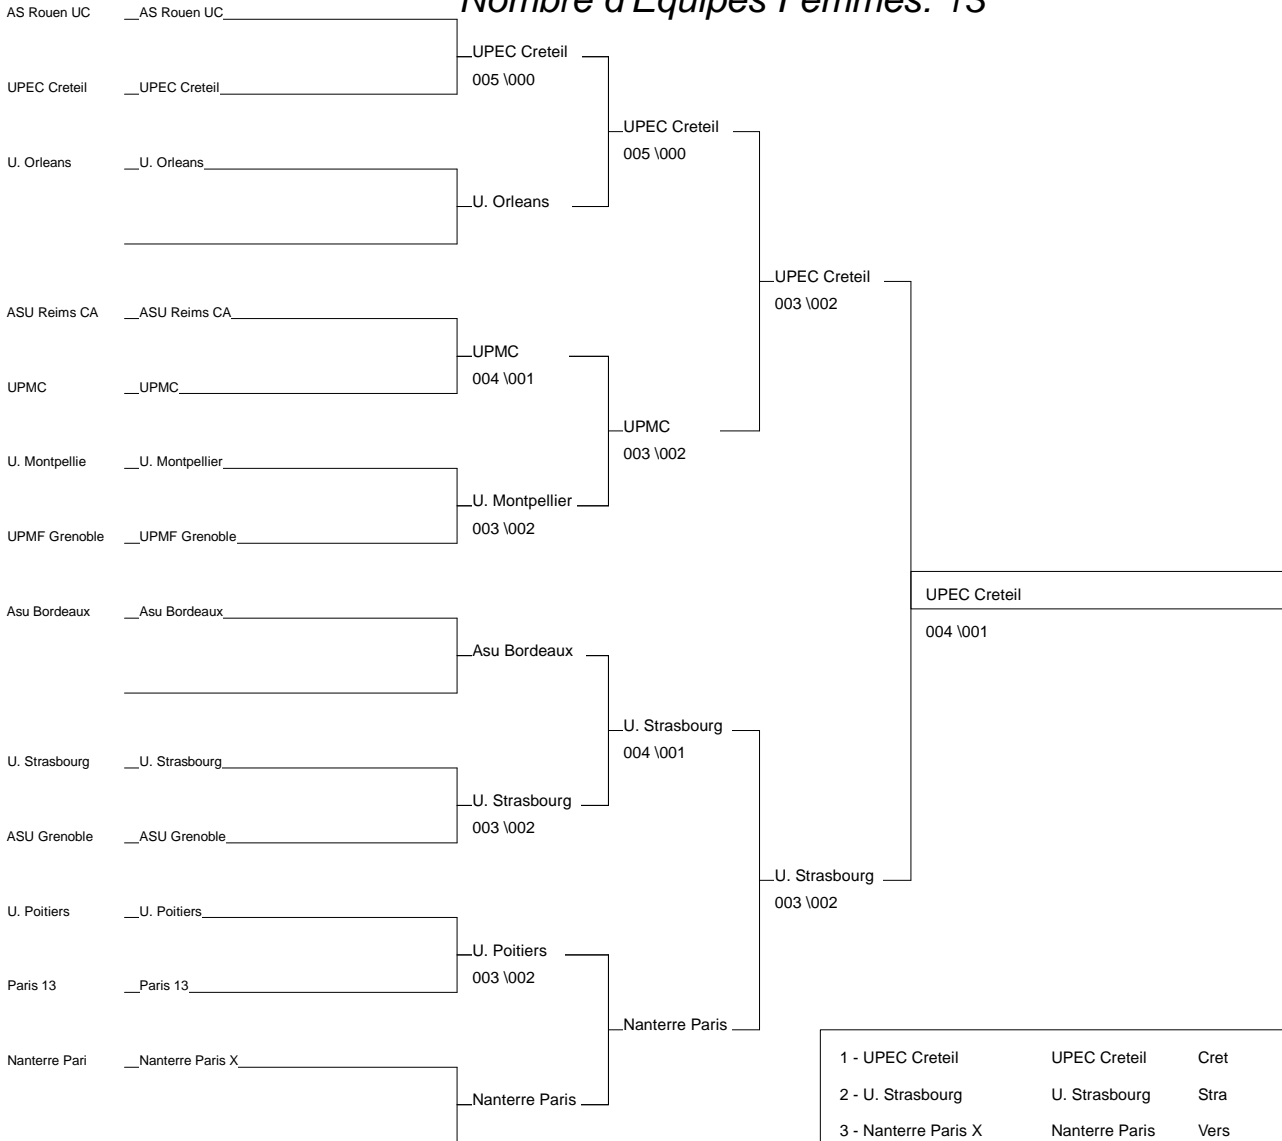 Nombre d'Equipes Femmes: 13
AS Rouen UC AS Rouen UC
UPEC Creteil
005 \000
UPEC Creteil UPEC Creteil
UPEC Creteil
005 \000
U. Orleans U. Orleans
U. Orleans
UPEC Creteil
003 \002
ASU Reims CA ASU Reims CA
UPMC
004 \001
UPMC UPMC
UPMC
003 \002
U. Montpellie U. Montpellier
U. Montpellier
003 \002
UPMF Grenoble UPMF Grenoble
UPEC Creteil
004 \001
Asu Bordeaux Asu Bordeaux
Asu Bordeaux
U. Strasbourg
004 \001
U. Strasbourg U. Strasbourg
U. Strasbourg
003 \002
ASU Grenoble ASU Grenoble
U. Strasbourg
003 \002
U. Poitiers U. Poitiers
U. Poitiers
003 \002
Paris 13 Paris 13
Nanterre Paris
Nanterre Pari Nanterre Paris X
Nanterre Paris
1 - UPEC Creteil UPEC Creteil Cret
2 - U. Strasbourg U. Strasbourg Stra
3 - Nanterre Paris X Nanterre Paris Vers